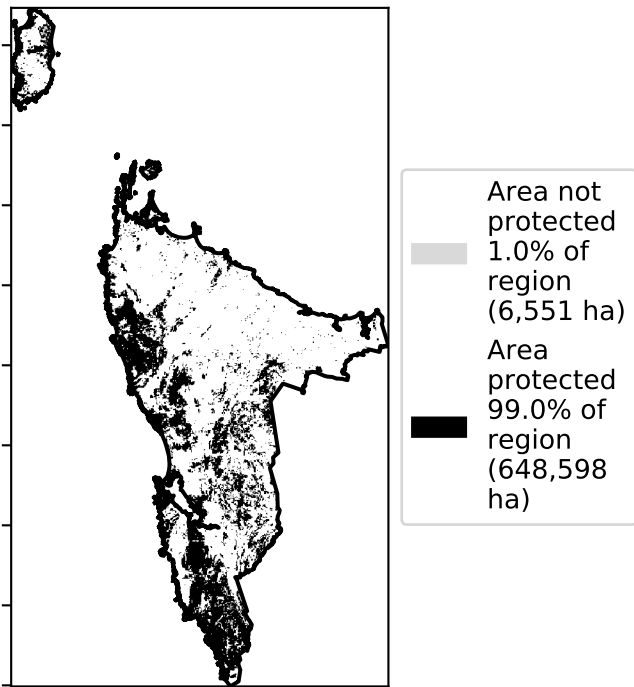 Area not
protected
1.0% of
region
(6,551 ha)
Area
protected
99.0% of
region
(648,598
ha)